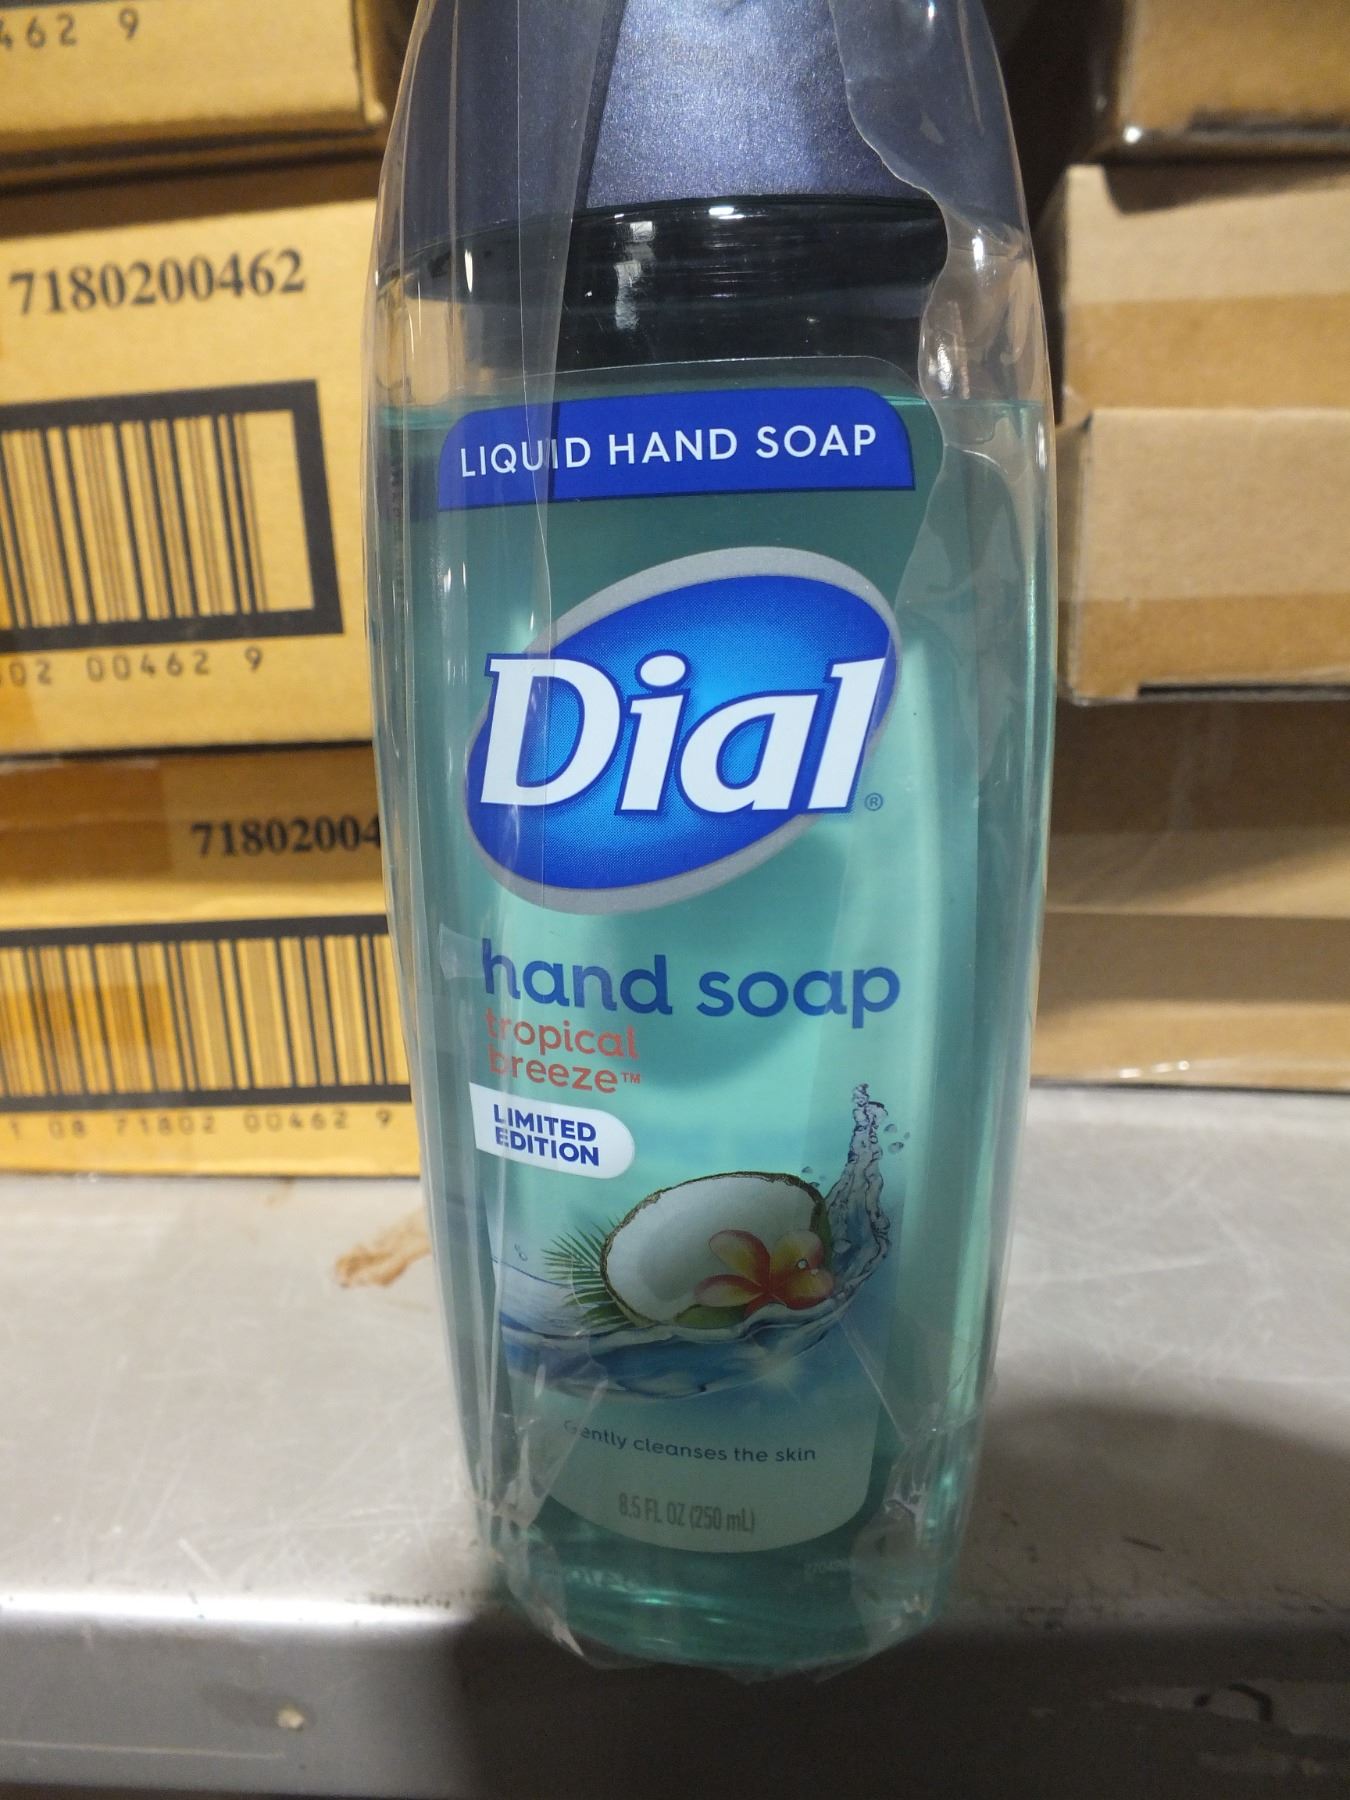 462 9
7180200462
02 00462 9
71802004
1 08 71802 00462 9
LIQUID HAND SOAP
Dial®
hand soap
tropical
breeze™
LIMITED
EDITION
Gently cleanses the skin
8.5 FL OZ (250 mL)